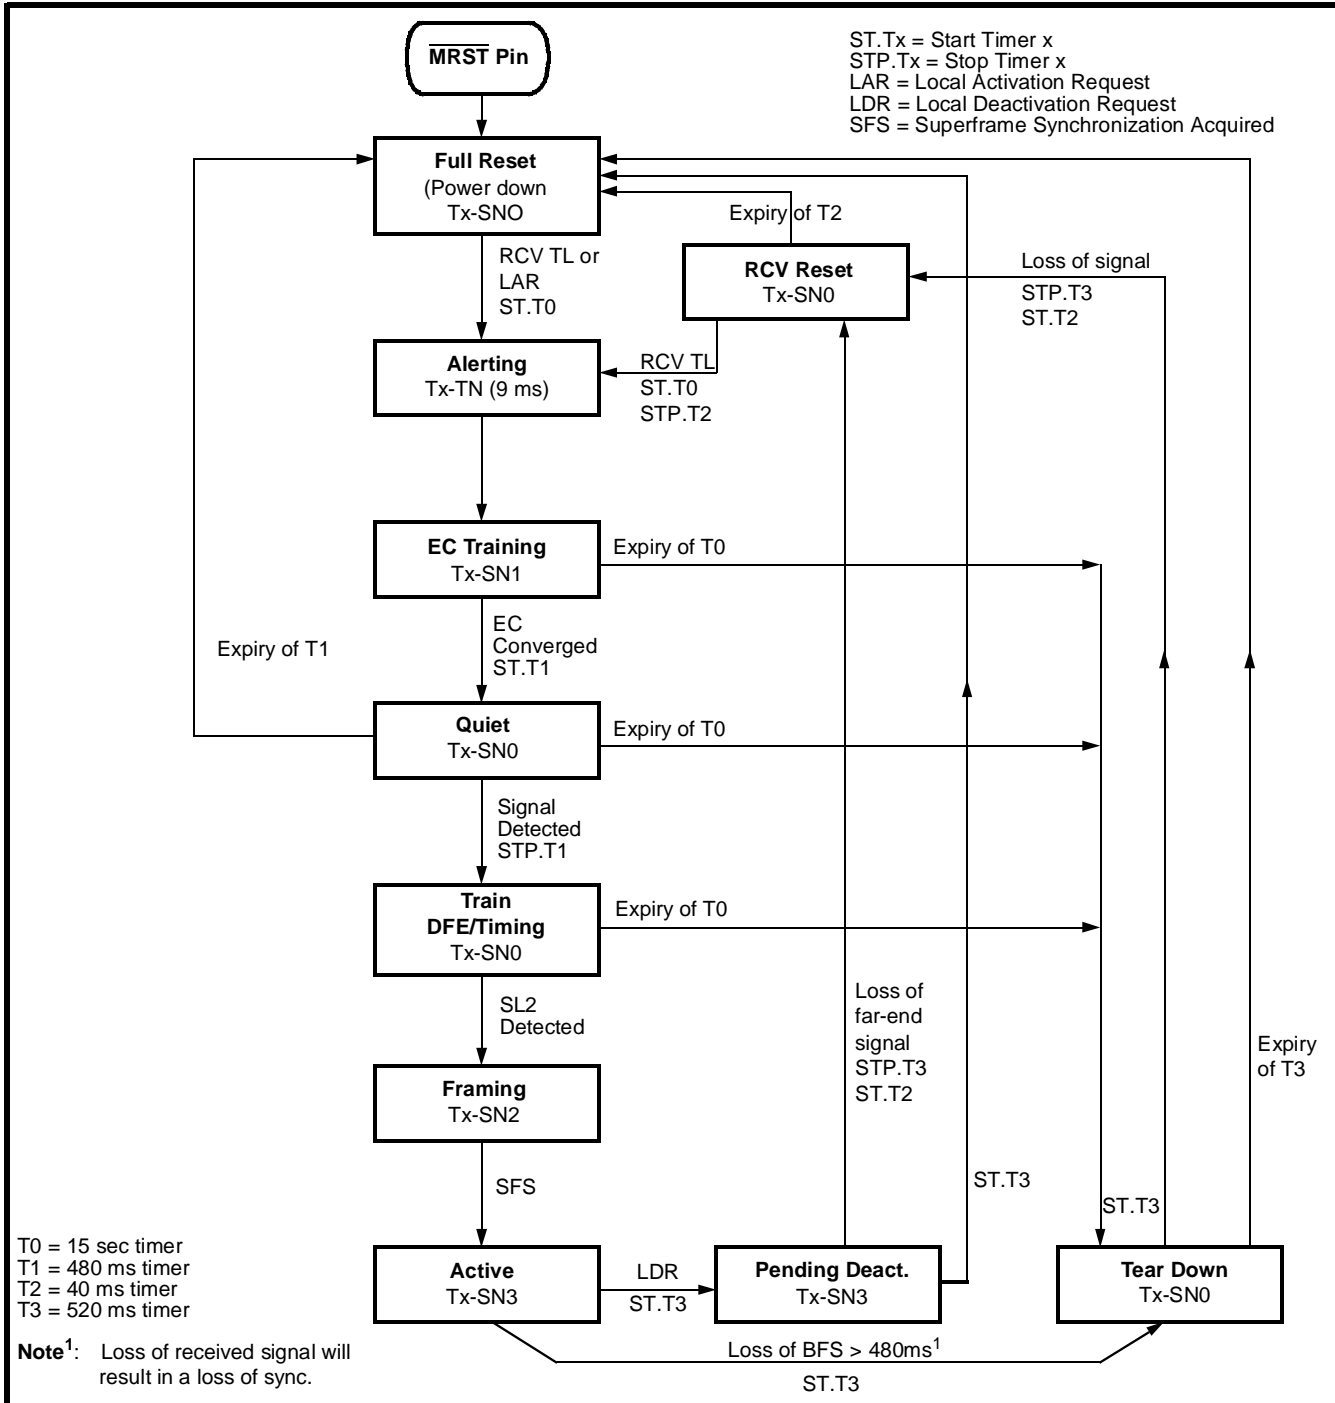 MRST Pin
ST.Tx = Start Timer x
STP.Tx = Stop Timer x
LAR = Local Activation Request
LDR = Local Deactivation Request
SFS = Superframe Synchronization Acquired
Full Reset
(Power down
Tx-SNO
Expiry of T2
RCV TL or
LAR
ST.T0
RCV Reset
Tx-SN0
Loss of signal
STP.T3
ST.T2
Alerting
Tx-TN (9 ms)
RCV TL
ST.T0
STP.T2
EC Training
Tx-SN1
Expiry of T0
EC
Converged
ST.T1
Expiry of T1
Quiet
Tx-SN0
Expiry of T0
Signal
Detected
STP.T1
Train
DFE/Timing
Tx-SN0
Expiry of T0
SL2
Detected
Loss of
far-end
signal
STP.T3
ST.T2
Expiry
of T3
Framing
Tx-SN2
SFS
ST.T3
ST.T3
T0 = 15 sec timer
T1 = 480 ms timer
T2 = 40 ms timer
T3 = 520 ms timer
Active
Tx-SN3
LDR
ST.T3
Pending Deact.
Tx-SN3
Tear Down
Tx-SN0
Note1: Loss of received signal will
result in a loss of sync.
Loss of BFS > 480ms1
ST.T3